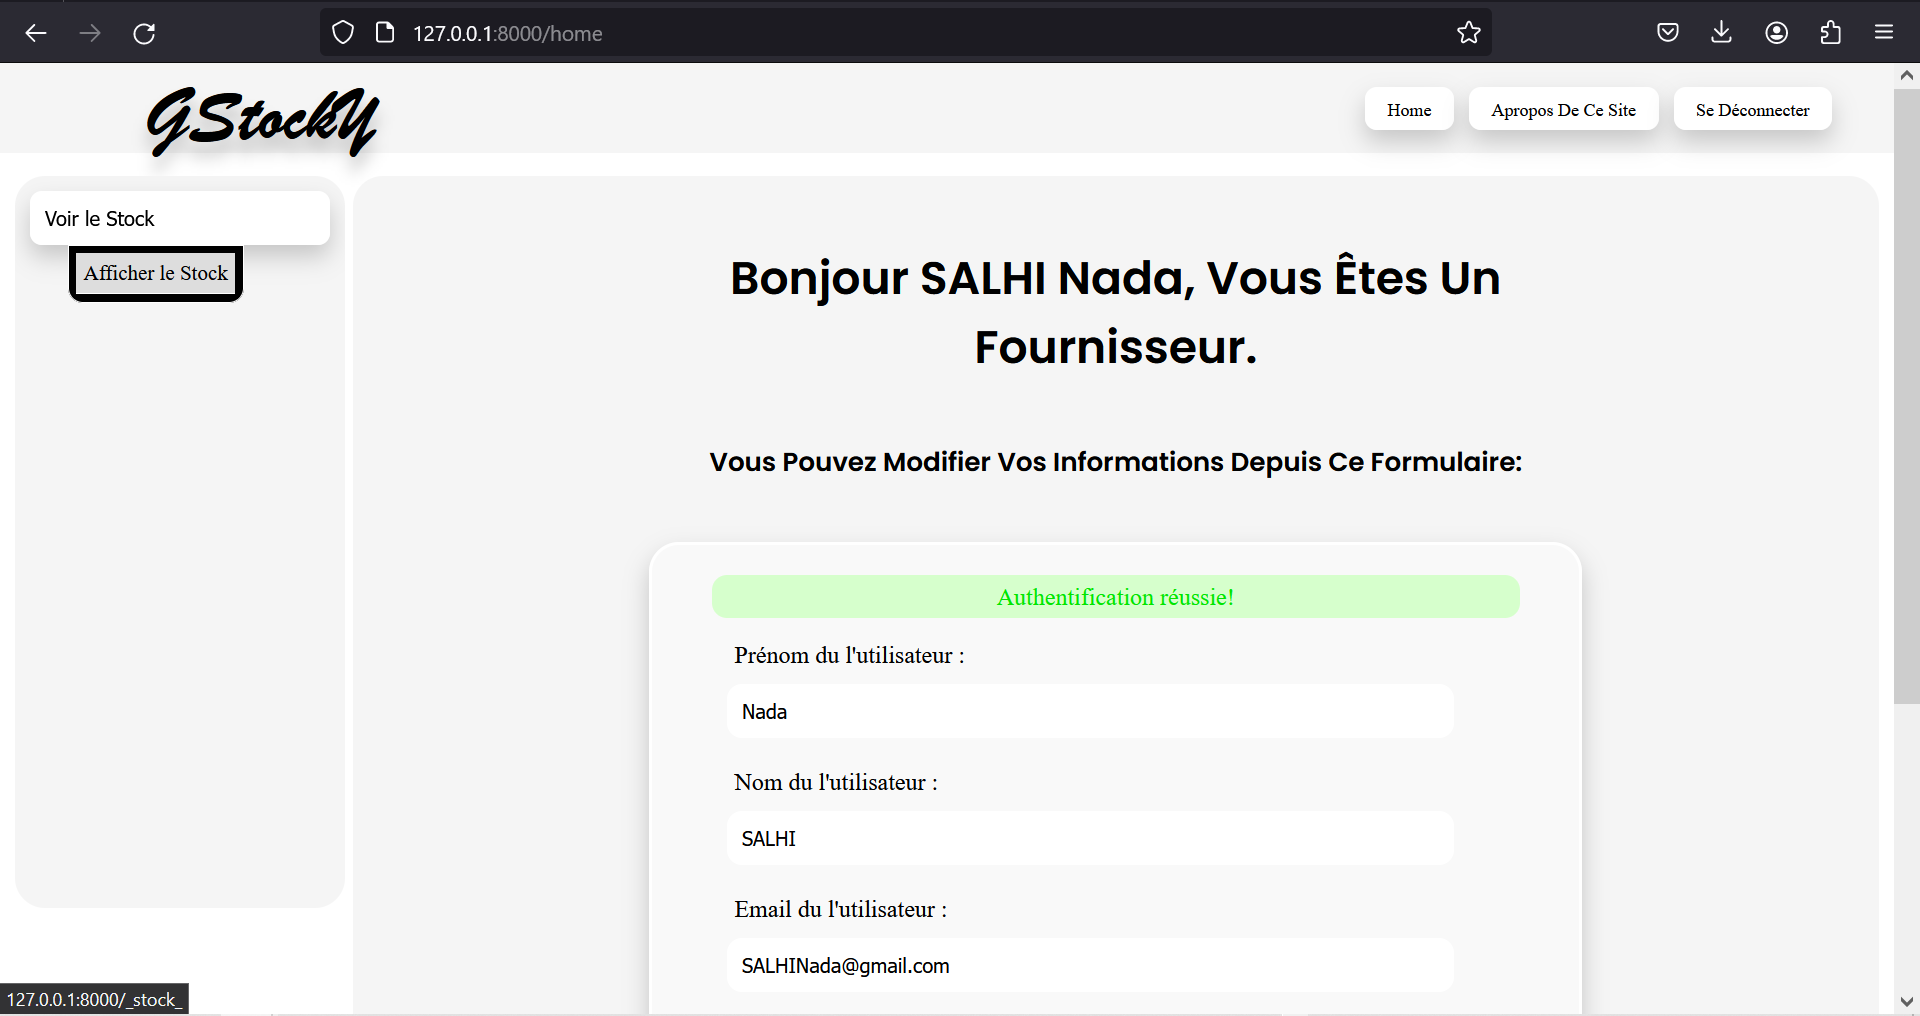 127.0.0.1:8000/home
GStockY
Home
Apropos De Ce Site
Se Déconnecter
Voir le Stock
Afficher le Stock
Bonjour SALHI Nada, Vous Êtes Un
Fournisseur.
Vous Pouvez Modifier Vos Informations Depuis Ce Formulaire:
Authentification réussie!
Prénom du l'utilisateur :
Nada
Nom du l'utilisateur :
SALHI
Email du l'utilisateur :
SALHINada@gmail.com
127.0.0.1:8000/_stock_